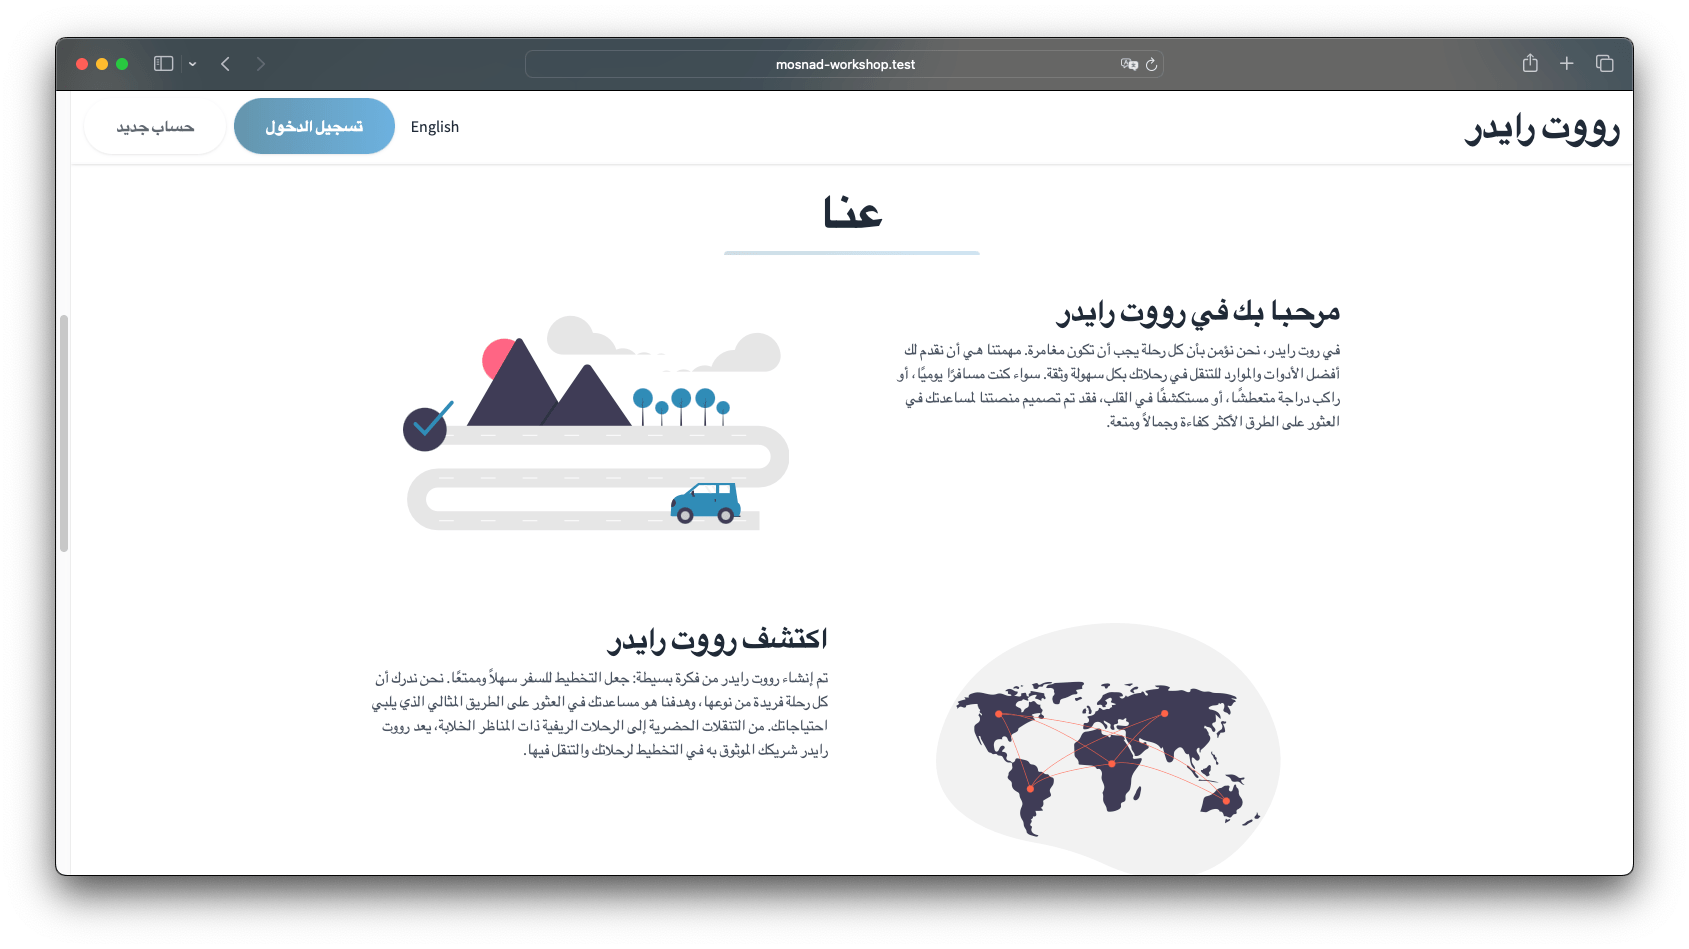 mosnad-workshop.test
رووت رايدر
English
تسجيل الدخول
حساب جديد
عنا
مرحبا بك في رووت رايدر
في روت رايدر، نحن نؤمن بأن كل رحلة يجب أن تكون مغامرة. مهمتنا هي أن نقدم لك
أفضل الأدوات والموارد للتنقل في رحلاتك بكل سهولة وثقة. سواء كنت مسافرًا يوميًا، أو
راكب دراجة متعطشًا، أو مستكشفًا في القلب، فقد تم تصميم منصتنا لمساعدتك في
العثور على الطرق الأكثر كفاءة وجمالاً ومتعة.
اكتشف رووت رايدر
تم إنشاء رووت رايدر من فكرة بسيطة: جعل التخطيط للسفر سهلاً وممتعًا. نحن ندرك أن
كل رحلة فريدة من نوعها، وهدفنا هو مساعدتك في العثور على الطريق المثالي الذي يلبي
احتياجاتك. من التنقلات الحضرية إلى الرحلات الريفية ذات المناظر الخلابة، يعد رووت
رايدر شريكك الموثوق به في التخطيط لرحلاتك والتنقل فيها.